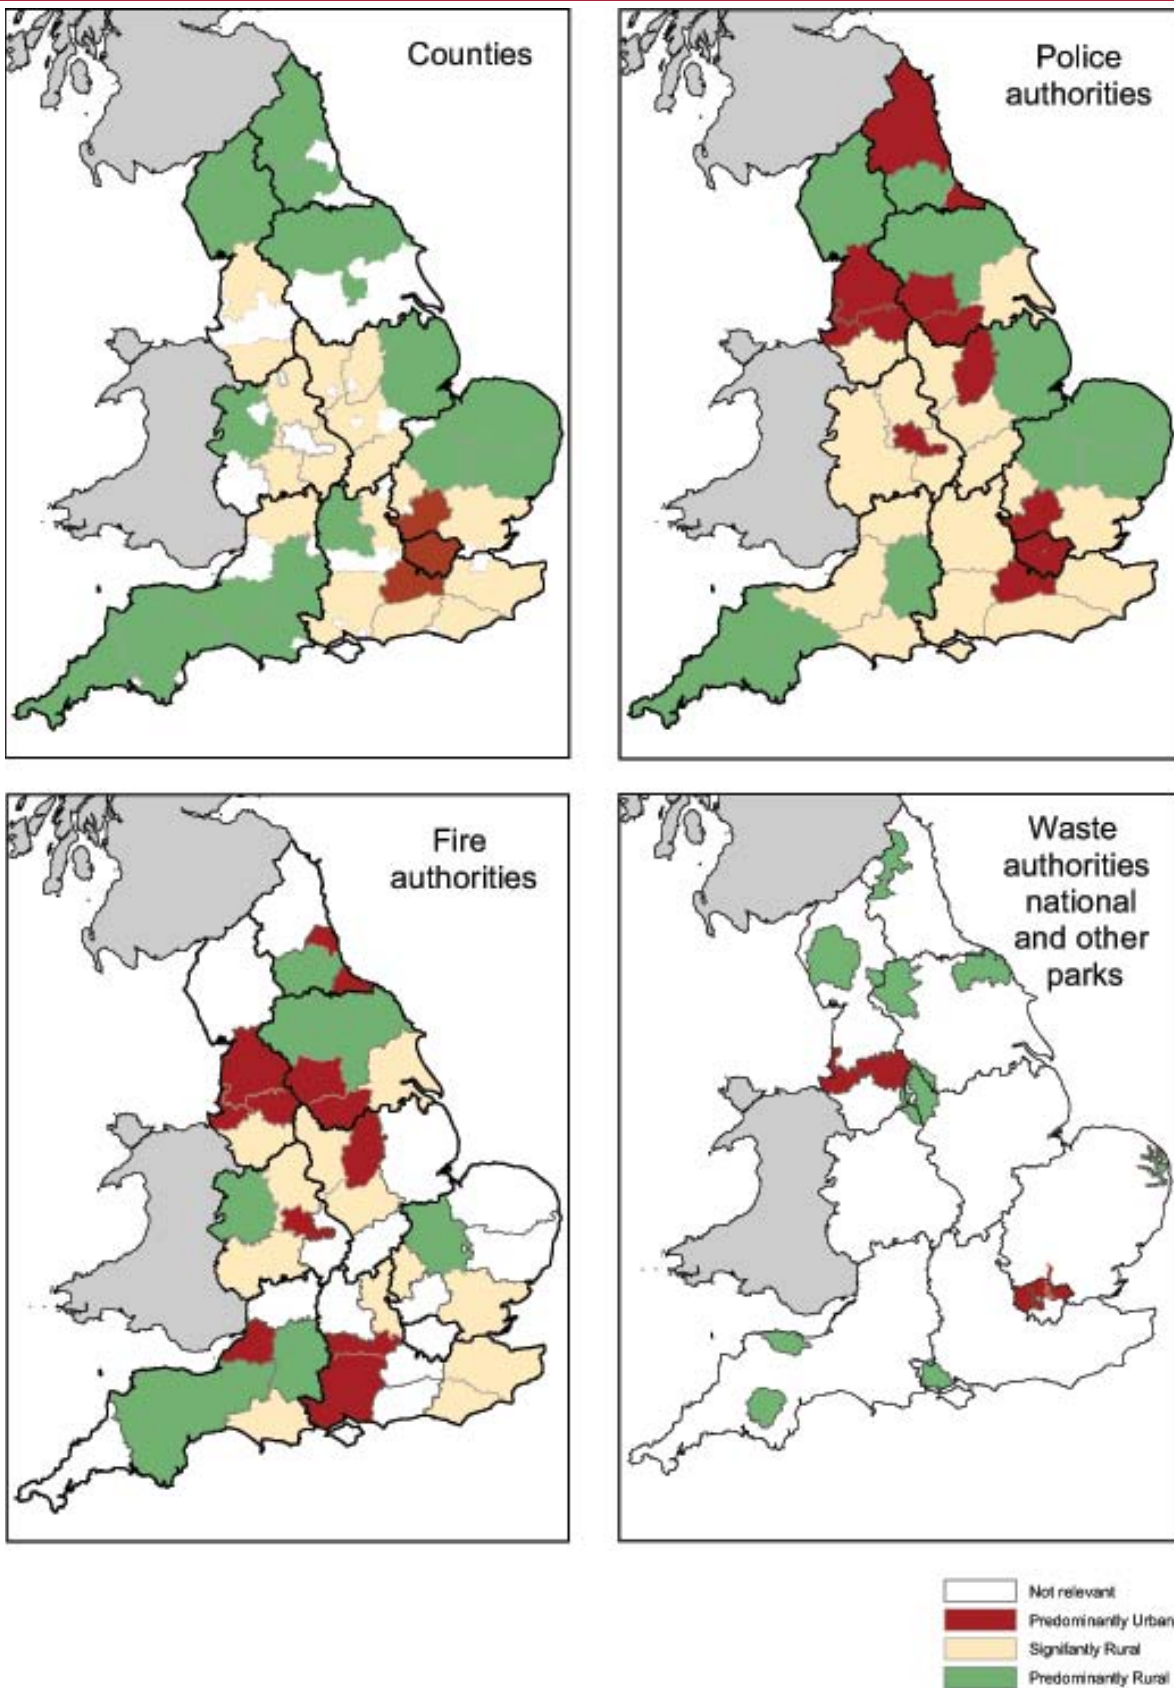 Counties
Police
authorities
Fire
authorities
Waste
authorities
national
and other
parks
Not relevant
Predominantly Urban
Signifantly Rural
Predominantly Rural